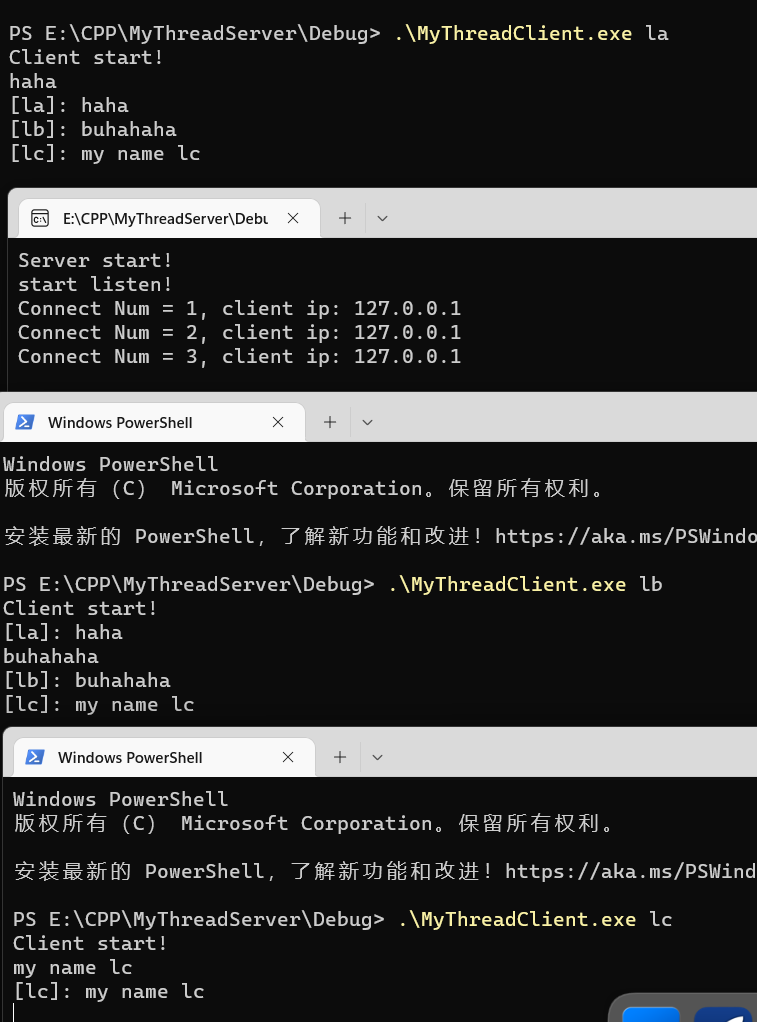 PS E:\CPP\MyThreadServer\Debug> .\MyThreadClient.exe la
Client start!
haha
[la]: haha
[lb]: buhahaha
[lc]: my name lc
E:\CPP\MyThreadServer\Debu
Server start!
start listen!
Connect Num = 1, client ip: 127.0.0.1
Connect Num = 2, client ip: 127.0.0.1
Connect Num = 3, client ip: 127.0.0.1
Windows PowerShell
Windows PowerShell
版权所有（C） Microsoft Corporation。保留所有权利。
安装最新的 PowerShell，了解新功能和改进！https://aka.ms/PSWindo
PS E:\CPP\MyThreadServer\Debug> .\MyThreadClient.exe lb
Client start!
[la]: haha
buhahaha
[lb]: buhahaha
[lc]: my name lc
Windows PowerShell
Windows PowerShell
版权所有（C） Microsoft Corporation。保留所有权利。
安装最新的 PowerShell，了解新功能和改进！https://aka.ms/PSWind
PS E:\CPP\MyThreadServer\Debug> .\MyThreadClient.exe lc
Client start!
my name lc
[lc]: my name lc